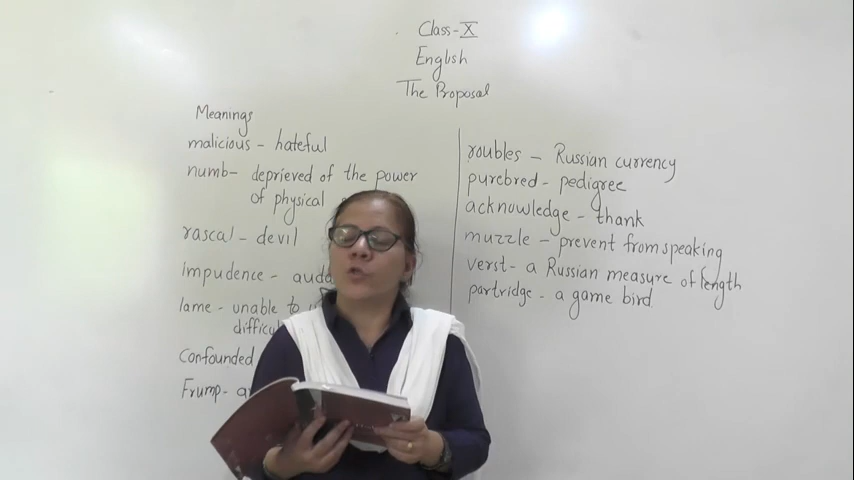 Class-X
English
The Proposal
Meanings
malicious - hateful
numb- deprieved of the power
of physical
rascal - devil
impudence -
lame - unable to
Confounded
Frump-
roubles - Russian currency
purebred - pedigree
acknowledge - thank
muzzle - prevent from speaking
verst- a Russian measure of length
partridge - a game bird